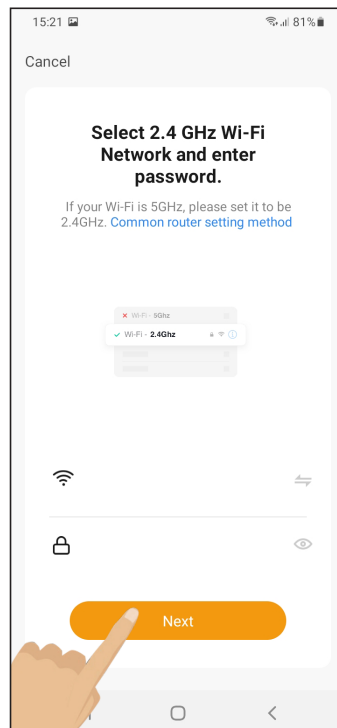 15:21 81%
Cancel
Select 2.4 GHz Wi-Fi
Network and enter
password.
If your Wi-Fi is 5GHz, please set it to be
2.4GHz. Common router setting method
Wi-Fi - 5Ghz
Wi-Fi - 2.4Ghz
Next